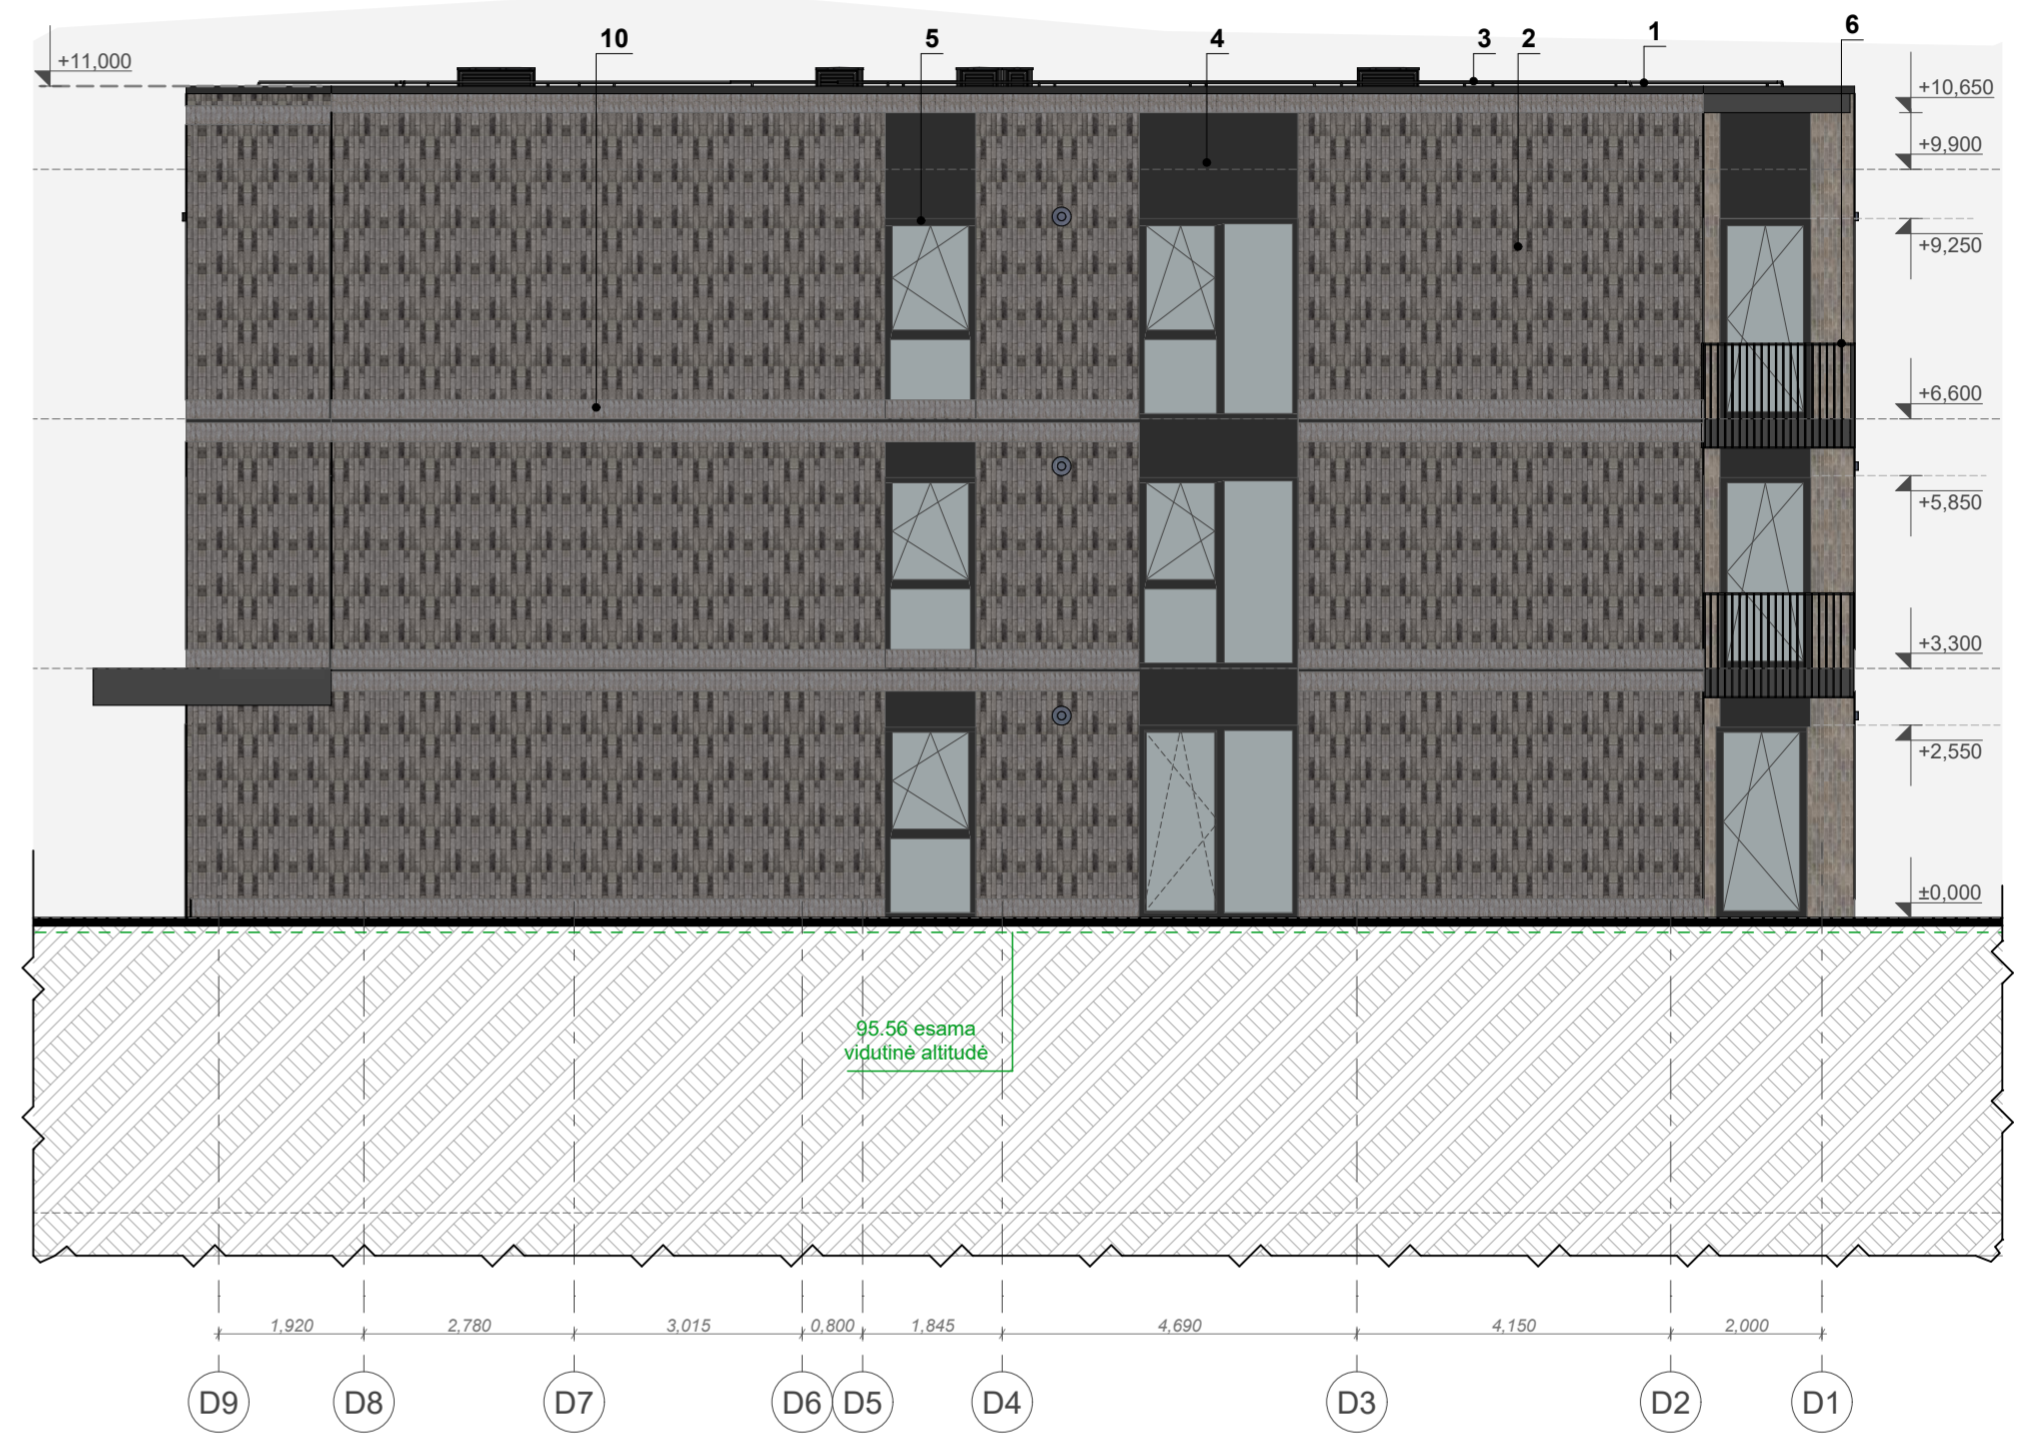 10
5
4
3
2
1
6
+11,000
+10,650
+9,900
+9,250
+6,600
+5,850
+3,300
+2,550
±0,000
95.56 esama
vidutinė altitudė
1,920
2,780
3,015
0,800
1,845
4,690
4,150
2,000
D9
D8
D7
D6
D5
D4
D3
D2
D1